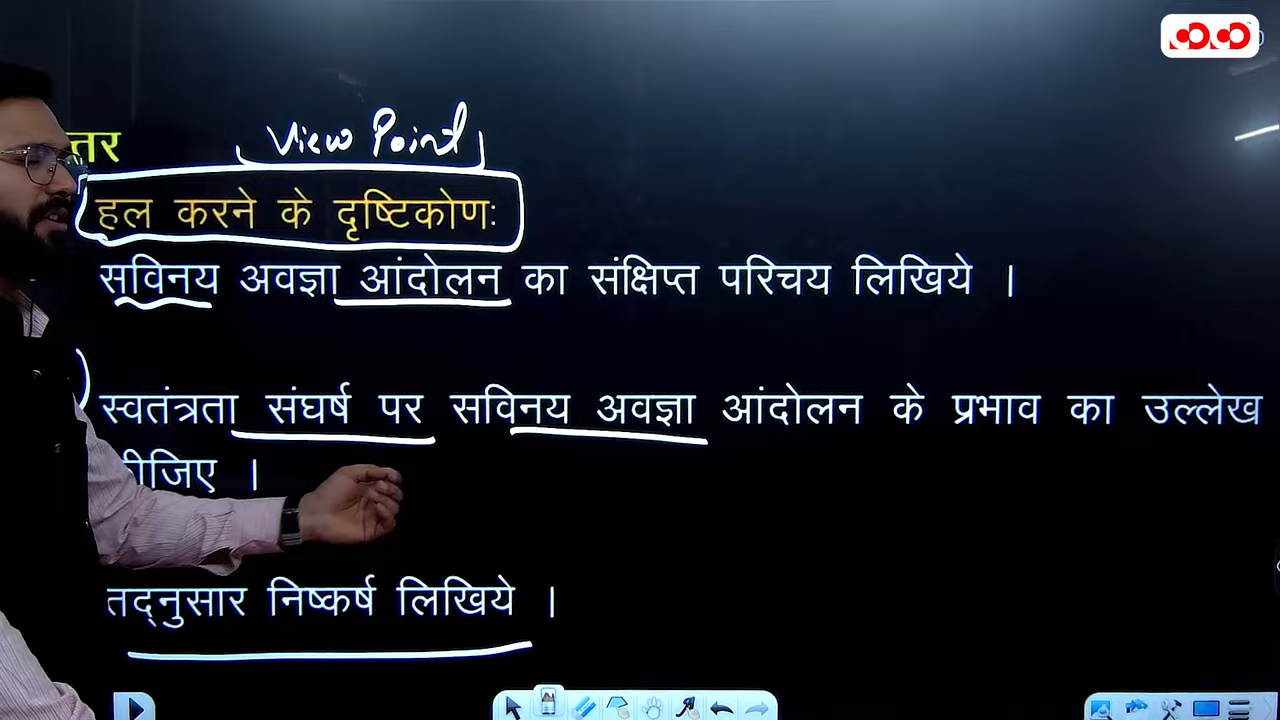 View Point
त्तर
हल करने के दृष्टिकोणः
सविनय अवज्ञा आंदोलन का संक्षिप्त परिचय लिखिये ।
स्वतंत्रता संघर्ष पर सविनय अवज्ञा आंदोलन के प्रभाव का उल्लेख
ीजिए ।
तद्नुसार निष्कर्ष लिखिये ।